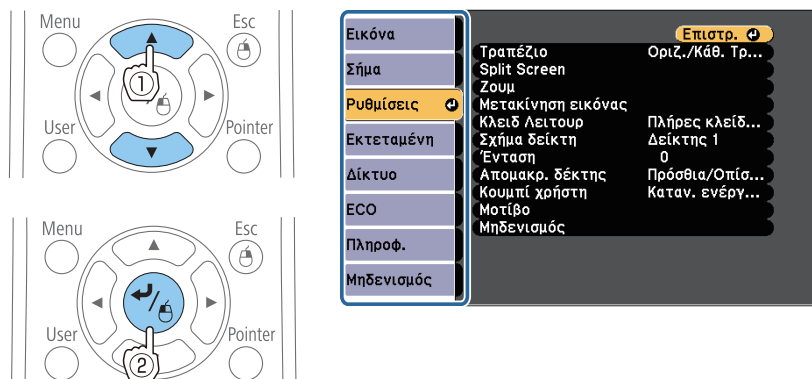 Menu
Esc
①
User
Pointer
Menu
Esc
User
Pointer
②
Εικόνα
Σήμα
Ρυθμίσεις
Εκτεταμένη
Δίκτυο
ECO
Πληροφ.
Μηδενισμός
Επιστρ.
Τραπέζιο Οριζ./Κάθ. Τρ...
Split Screen
Ζουμ
Μετακίνηση εικόνας
Κλειδ Λειτουρ Πλήρες κλείδ...
Σχήμα δείκτη Δείκτης 1
Ένταση 0
Απομακρ. δέκτης Πρόσθια/Οπίσ...
Κουμπί χρήστη Καταν. ενέργ...
Μοτίβο
Μηδενισμός